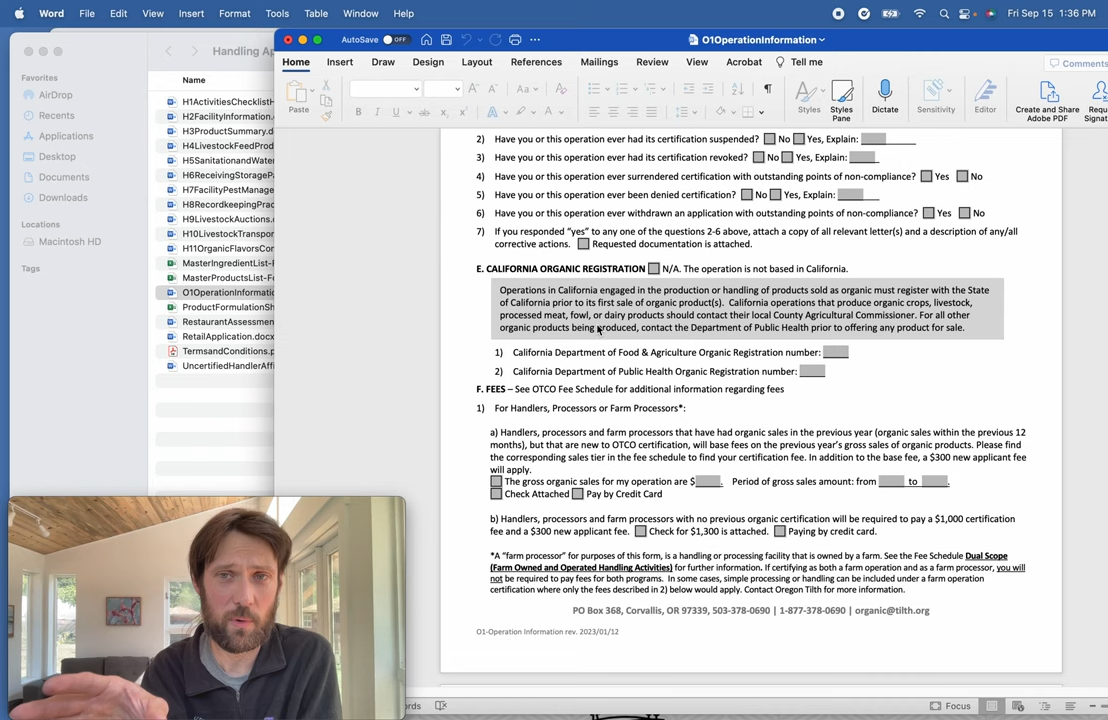 Word File Edit View Insert Format Tools Table Window Help Fri Sep 15 1:36 PM
AutoSave OFF O1OperationInformation
Handling Ap
Home Insert Draw Design Layout References Mailings Review View Acrobat Tell me Comments
Paste Styles Styles Pane Dictate Sensitivity Editor Create and Share Adobe PDF
Favorites
AirDrop
Recents
Applications
Desktop
Documents
Downloads
Locations
Macintosh HD
Tags
Name
H1ActivitiesChecklistH
H2FacilityInformation.
H3ProductSummary.d
H4LivestockFeedProd
H5SanitationandWate
H6ReceivingStoragePa
H7FacilityPestManage
H8RecordkeepingPrac
H9LivestockAuctions.d
H10LivestockTranspor
H11OrganicFlavorsCor
MasterIngredientList-F
MasterProductsList-Fe
O1OperationInformatic
ProductFormulationSh
RestaurantAssessmen
RetailApplication.docx
TermsandConditions.p
UncertifiedHandlerAffi
2) Have you or this operation ever had its certification suspended? No Yes, Explain:
3) Have you or this operation ever had its certification revoked? No Yes, Explain:
4) Have you or this operation ever surrendered certification with outstanding points of non-compliance? Yes No
5) Have you or this operation ever been denied certification? No Yes, Explain:
6) Have you or this operation ever withdrawn an application with outstanding points of non-compliance? Yes No
7) If you responded “yes” to any one of the questions 2-6 above, attach a copy of all relevant letter(s) and a description of any/all
corrective actions. Requested documentation is attached.
E. CALIFORNIA ORGANIC REGISTRATION N/A. The operation is not based in California.
Operations in California engaged in the production or handling of products sold as organic must register with the State
of California prior to its first sale of organic product(s). California operations that produce organic crops, livestock,
processed meat, fowl, or dairy products should contact their local County Agricultural Commissioner. For all other
organic products being produced, contact the Department of Public Health prior to offering any product for sale.
1) California Department of Food & Agriculture Organic Registration number:
2) California Department of Public Health Organic Registration number:
F. FEES – See OTCO Fee Schedule for additional information regarding fees
1) For Handlers, Processors or Farm Processors*:
a) Handlers, processors and farm processors that have had organic sales in the previous year (organic sales within the previous 12
months), but that are new to OTCO certification, will base fees on the previous year’s gross sales of organic products. Please find
the corresponding sales tier in the fee schedule to find your certification fee. In addition to the base fee, a $300 new applicant fee
will apply.
The gross organic sales for my operation are $ . Period of gross sales amount: from to .
Check Attached Pay by Credit Card
b) Handlers, processors and farm processors with no previous organic certification will be required to pay a $1,000 certification
fee and a $300 new applicant fee. Check for $1,300 is attached. Paying by credit card.
*A “farm processor” for purposes of this form, is a handling or processing facility that is owned by a farm. See the Fee Schedule Dual Scope
(Farm Owned and Operated Handling Activities) for further information. If certifying as both a farm operation and as a farm processor, you will
not be required to pay fees for both programs. In some cases, simple processing or handling can be included under a farm operation
certification where only the fees described in 2) below would apply. Contact Oregon Tilth for more information.
PO Box 368, Corvallis, OR 97339, 503-378-0690 | 1-877-378-0690 | organic@tilth.org
O1-Operation Information rev. 2023/01/12
Focus